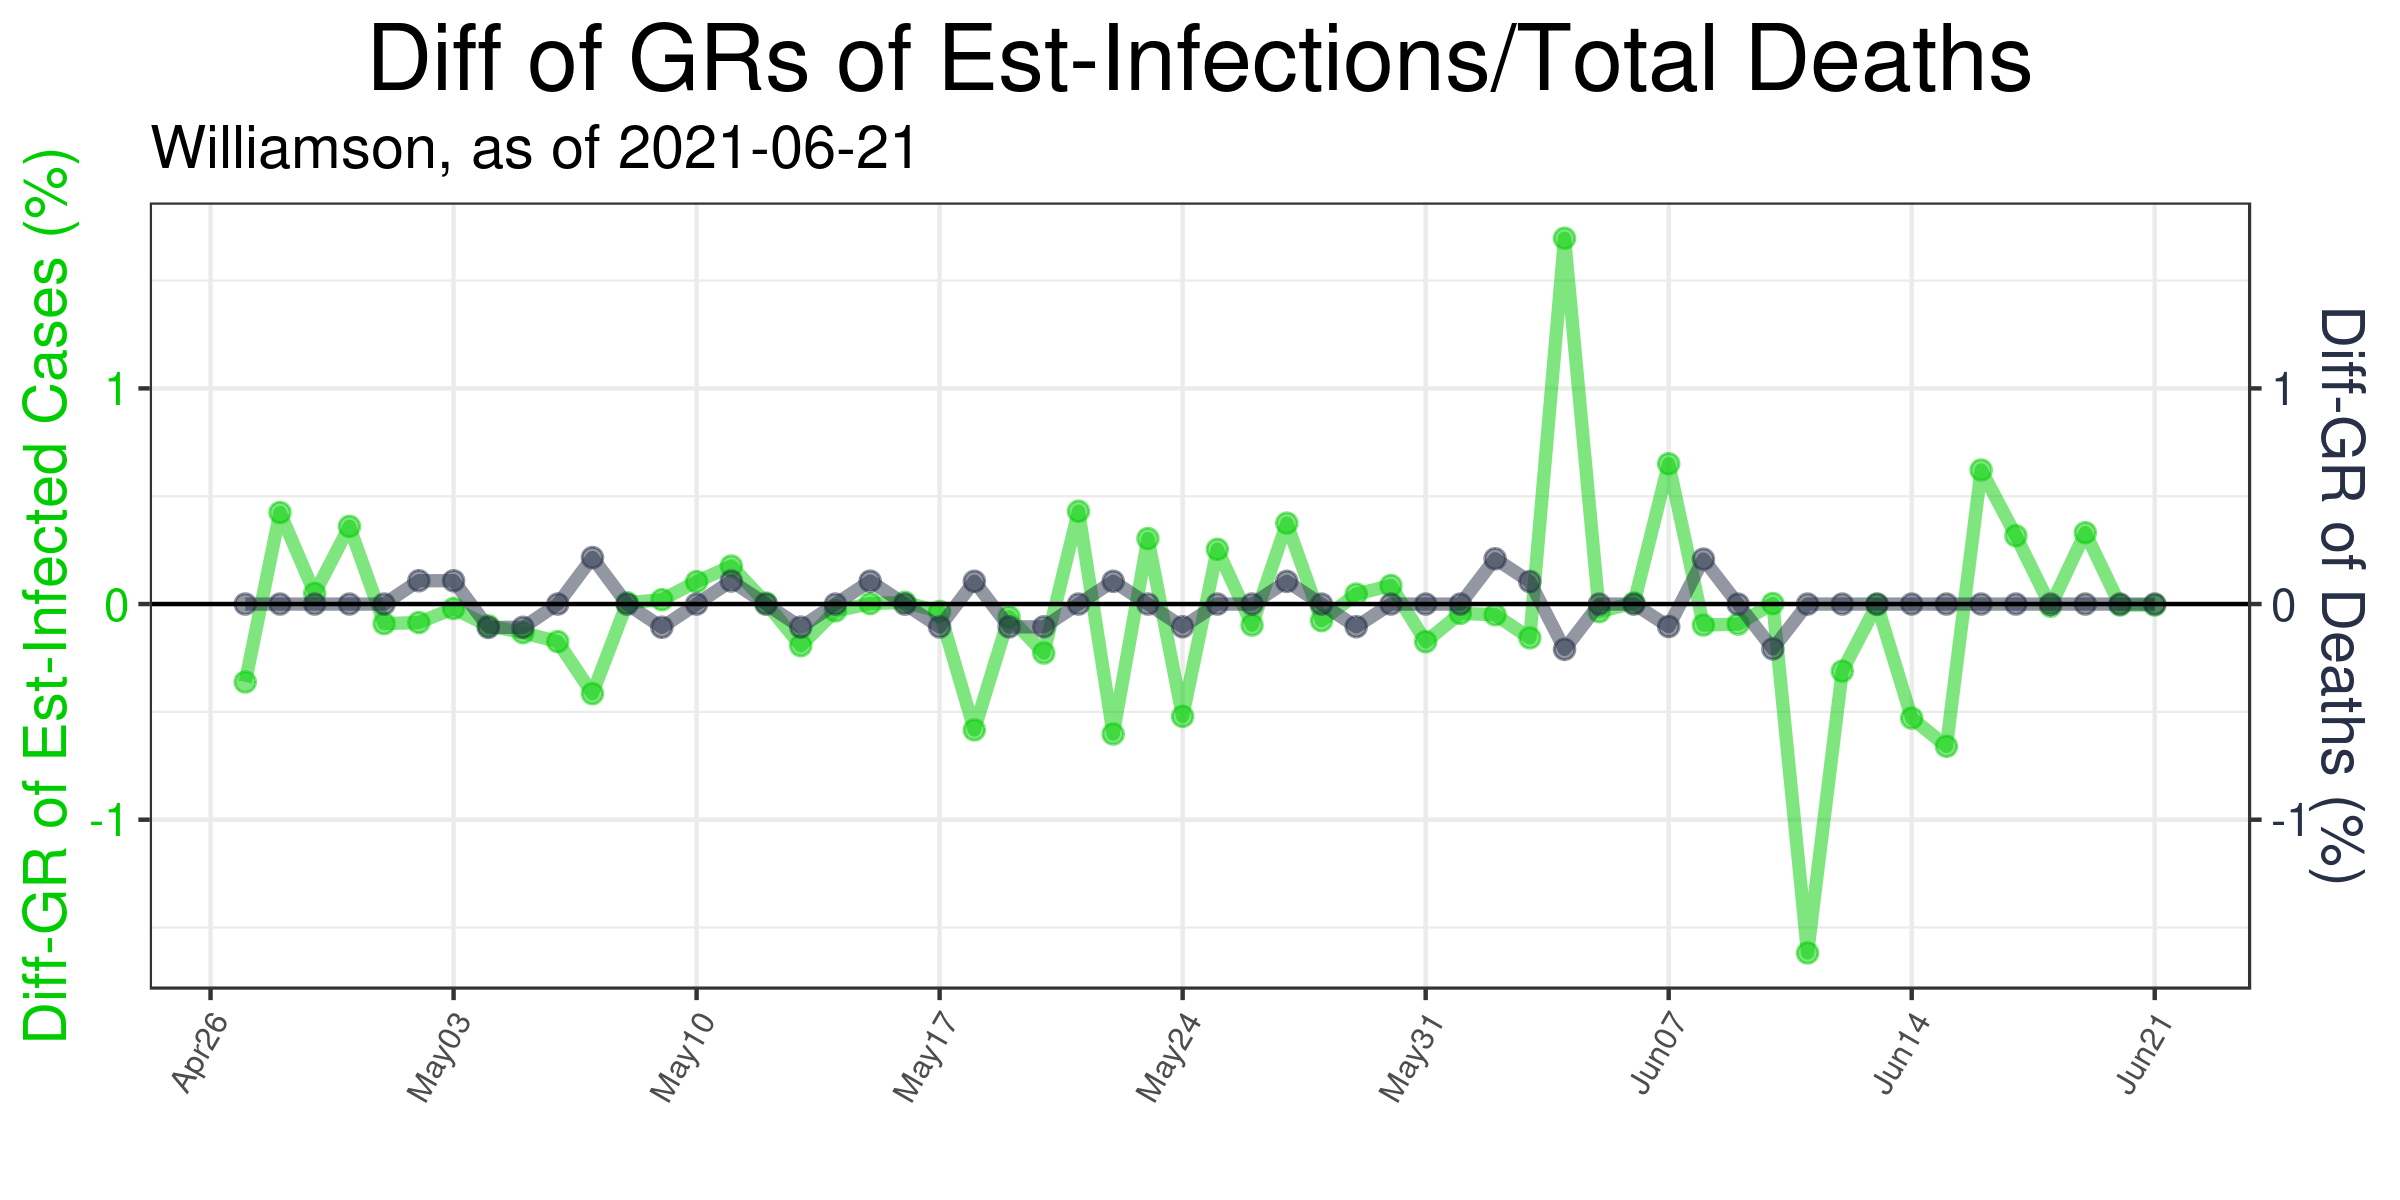 Diff of GRs of Est-Infections/Total Deaths
Williamson, as of 2021-06-21
Diff-GR of Est-Infected Cases (%)
1
0
-1
1
0
-1
Diff-GR of Deaths (%)
Apr26
May03
May10
May17
May24
May31
Jun07
Jun14
Jun21